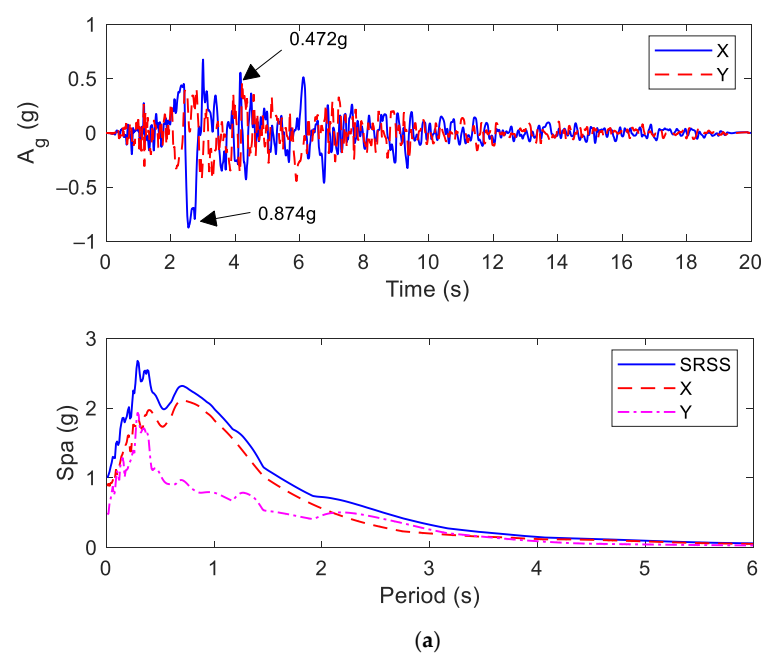 1
0.5
0
−0.5
−1
A_g (g)
0.472g
0.874g
X
Y
0 2 4 6 8 10 12 14 16 18 20
Time (s)
3
2
1
0
Spa (g)
SRSS
X
Y
0 1 2 3 4 5 6
Period (s)
(a)